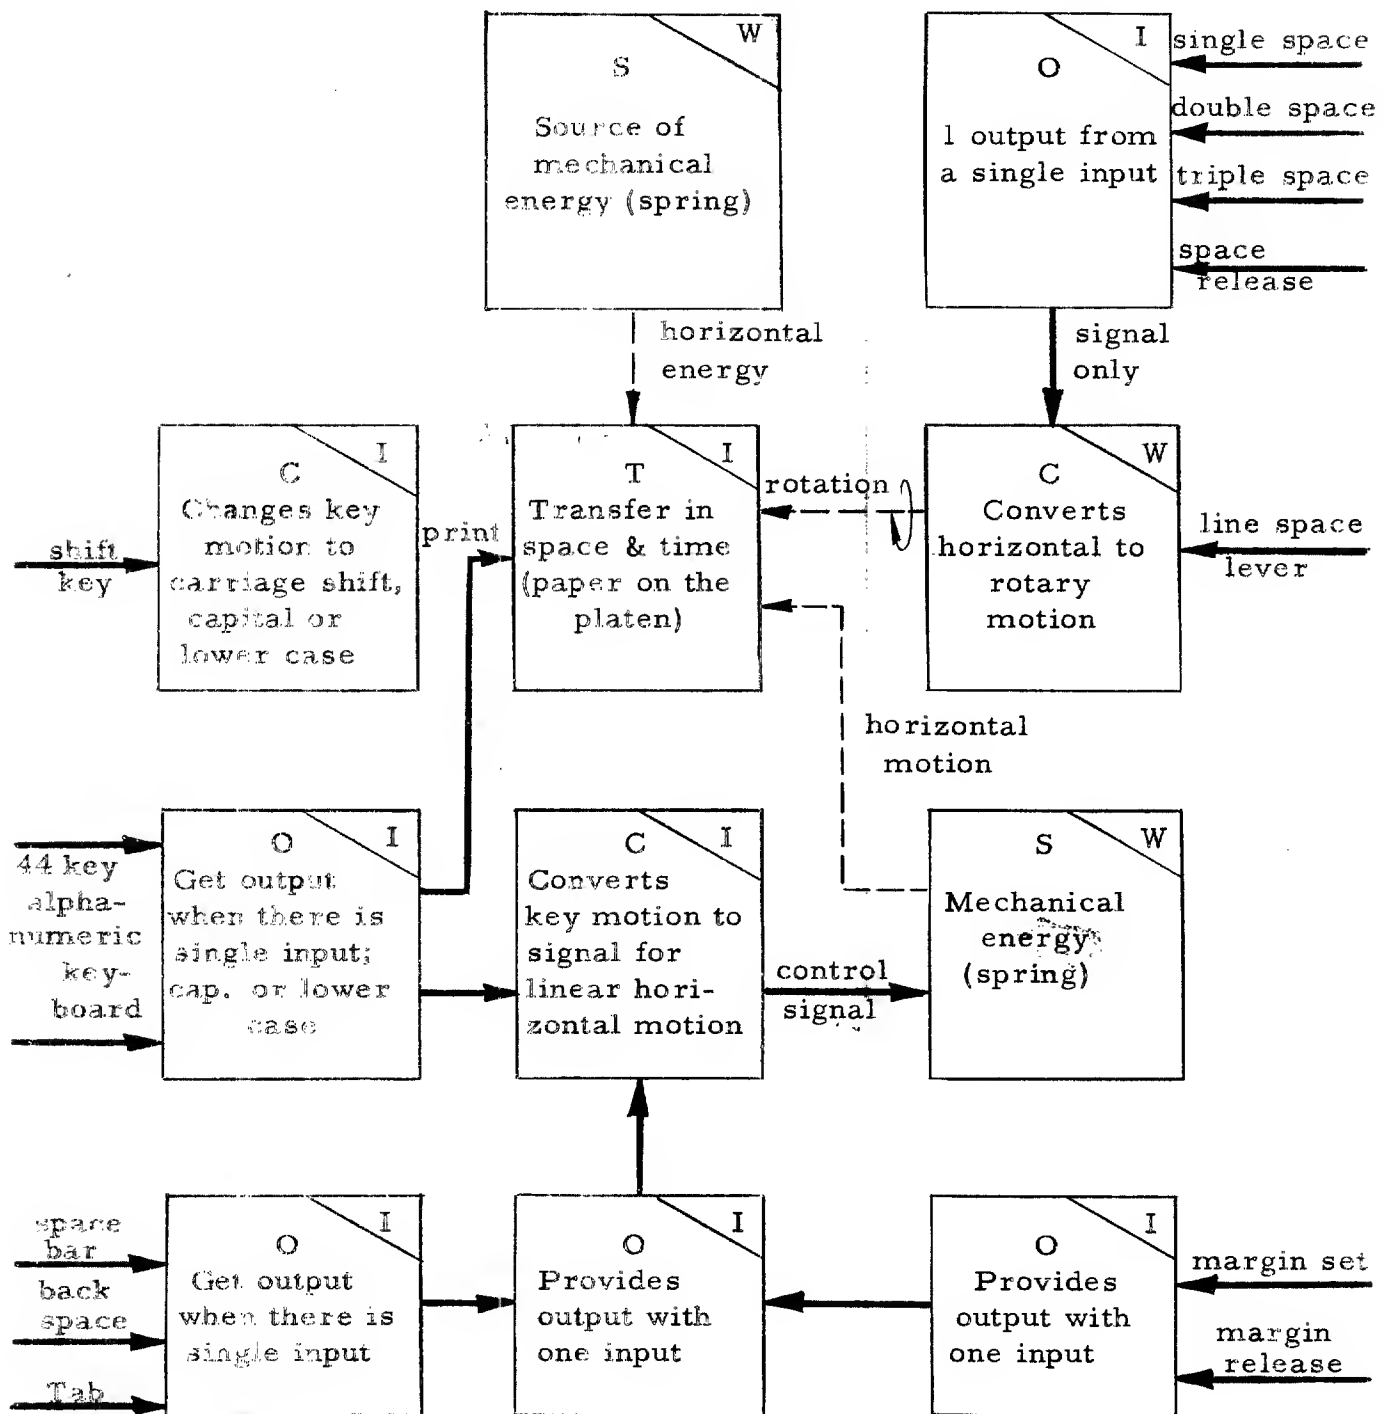 W
S
Source of
mechanical
energy (spring)
I
O
1 output from
a single input
single space
double space
triple space
space
release
horizontal
energy
signal
only
I
C
Changes key
motion to
carriage shift,
capital or
lower case
shift
key
print
I
T
Transfer in
space & time
(paper on the
platen)
rotation
W
C
Converts
horizontal to
rotary
motion
line space
lever
horizontal
motion
44 key
alpha-
numeric
key-
board
I
O
Get output
when there is
single input;
cap. or lower
case
I
C
Converts
key motion to
signal for
linear hori-
zontal motion
control
signal
W
S
Mechanical
energy
(spring)
space
bar
back
space
Tab
I
O
Get output
when there is
single input
I
O
Provides
output with
one input
I
O
Provides
output with
one input
margin set
margin
release